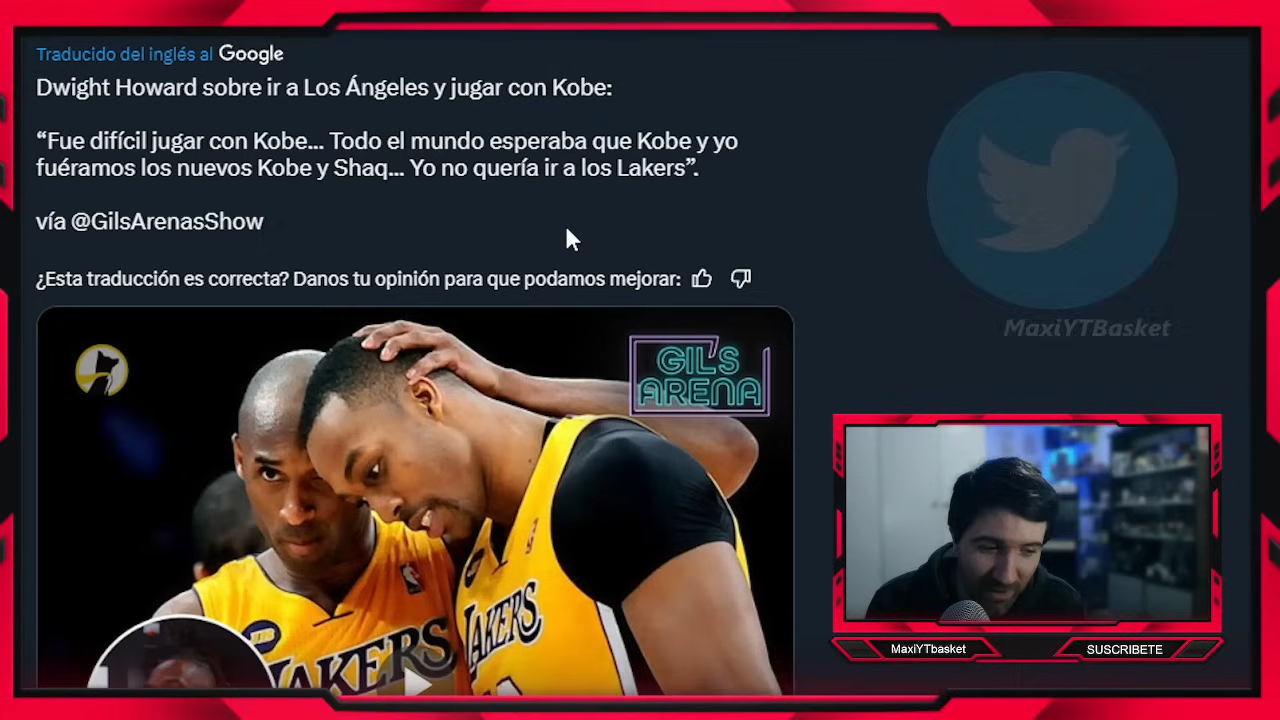 Traducido del inglés al Google
Dwight Howard sobre ir a Los Ángeles y jugar con Kobe:
“Fue difícil jugar con Kobe... Todo el mundo esperaba que Kobe y yo
fuéramos los nuevos Kobe y Shaq... Yo no quería ir a los Lakers”.
vía @GilsArenasShow
¿Esta traducción es correcta? Danos tu opinión para que podamos mejorar:
MaxiYTBasket
GILS
ARENA
LAKERS
LAKERS
MaxiYTbasket
SUSCRIBETE